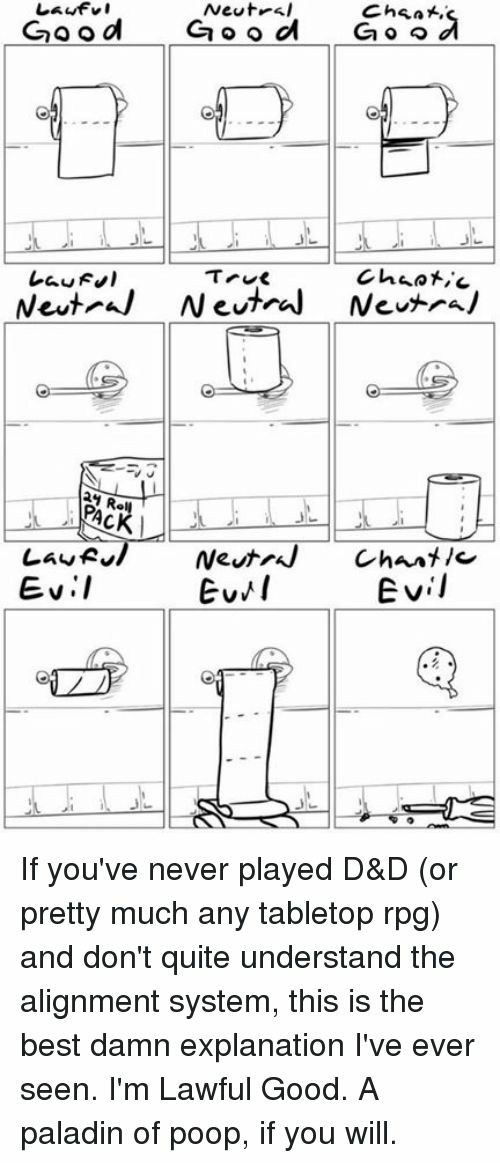 Lawful Neutral Chaotic
Good Good Good
Lawful True Chaotic
Neutral Neutral Neutral
24 Roll
PACK
Lawful Neutral Chaotic
Evil Evil Evil
If you've never played D&D (or
pretty much any tabletop rpg)
and don't quite understand the
alignment system, this is the
best damn explanation I've ever
seen. I'm Lawful Good. A
paladin of poop, if you will.